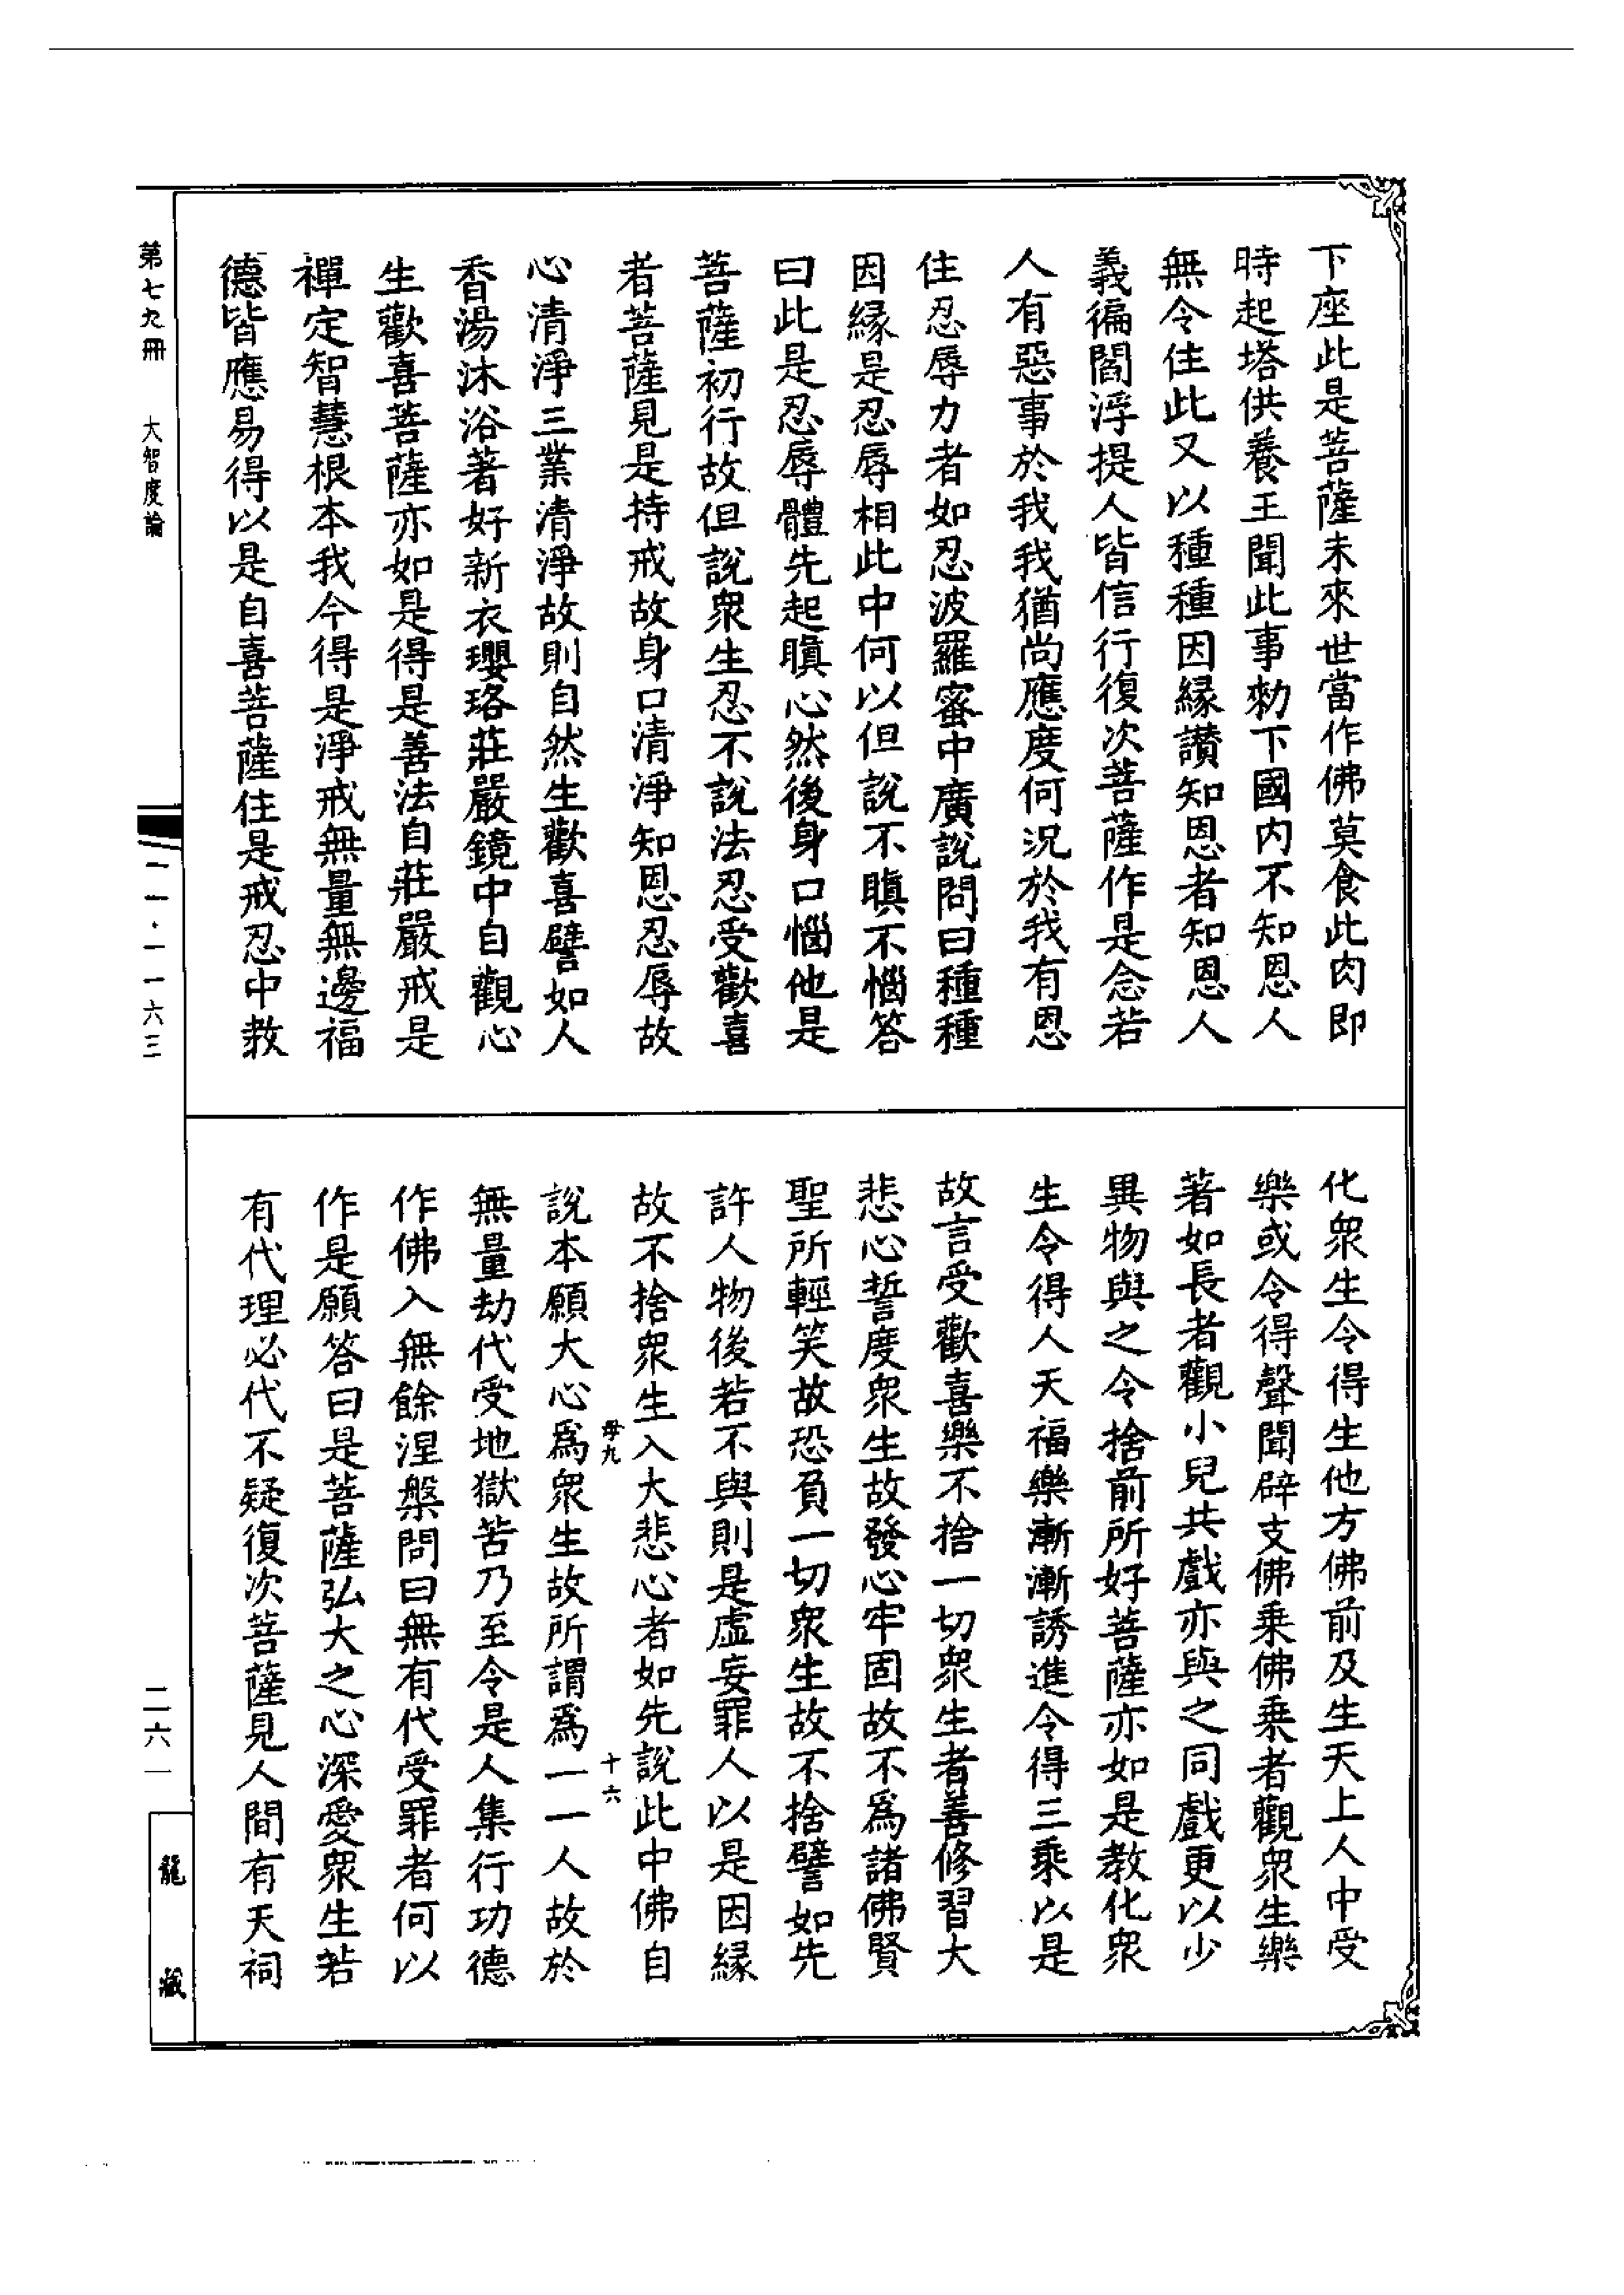 下座此是菩薩未來世當作佛莫食此肉即
時起塔供養王聞此事勑下國内不知恩人
無令住此又以種種因緣讃知恩者知恩人
義徧閻浮提人皆信行復次菩薩作是念若
人有惡事於我我猶尚應度何況於我有恩
住忍辱力者如忍波羅蜜中廣說問曰種種
因緣是忍辱相此中何以但說不瞋不惱答
曰此是忍辱體先起瞋心然後身口惱他是
菩薩初行故但說衆生忍不說法忍受歡喜
者菩薩見是持戒故身口清淨知恩忍辱故
心清淨三業清淨故則自然生歡喜譬如人
香湯沐浴著好新衣瓔珞莊嚴鏡中自觀心
生歡喜菩薩亦如是得是善法自莊嚴戒是
禪定智慧根本我今得是淨戒無量無邊福
德皆應易得以是自喜菩薩住是戒忍中教
化衆生令得生他方佛前及生天上人中受
樂或令得聲聞辟支佛乗佛乗者觀衆生樂
著如長者觀小兒共戲亦與之同戲更以少
異物與之令捨前所好菩薩亦如是教化衆
生令得人天福樂漸漸誘進令得三乘以是
故言受歡喜樂不捨一切衆生者善修習大
悲心誓度衆生故發心牢固故不爲諸佛賢
聖所輕笑故恐負一切衆生故不捨譬如先
許人物後若不與則是虛妄罪人以是因緣
故不捨衆生入大悲心者如先說此中佛自
母九
十六
說本願大心爲衆生故所謂爲一一人故於
無量劫代受地獄苦乃至令是人集行功德
作佛入無餘涅槃問曰無有代受罪者何以
作是願答曰是菩薩弘大之心深愛衆生若
有代理必代不疑復次菩薩見人間有天祠
第七九冊
大智度論
一一·一一六三
二六一
龍藏